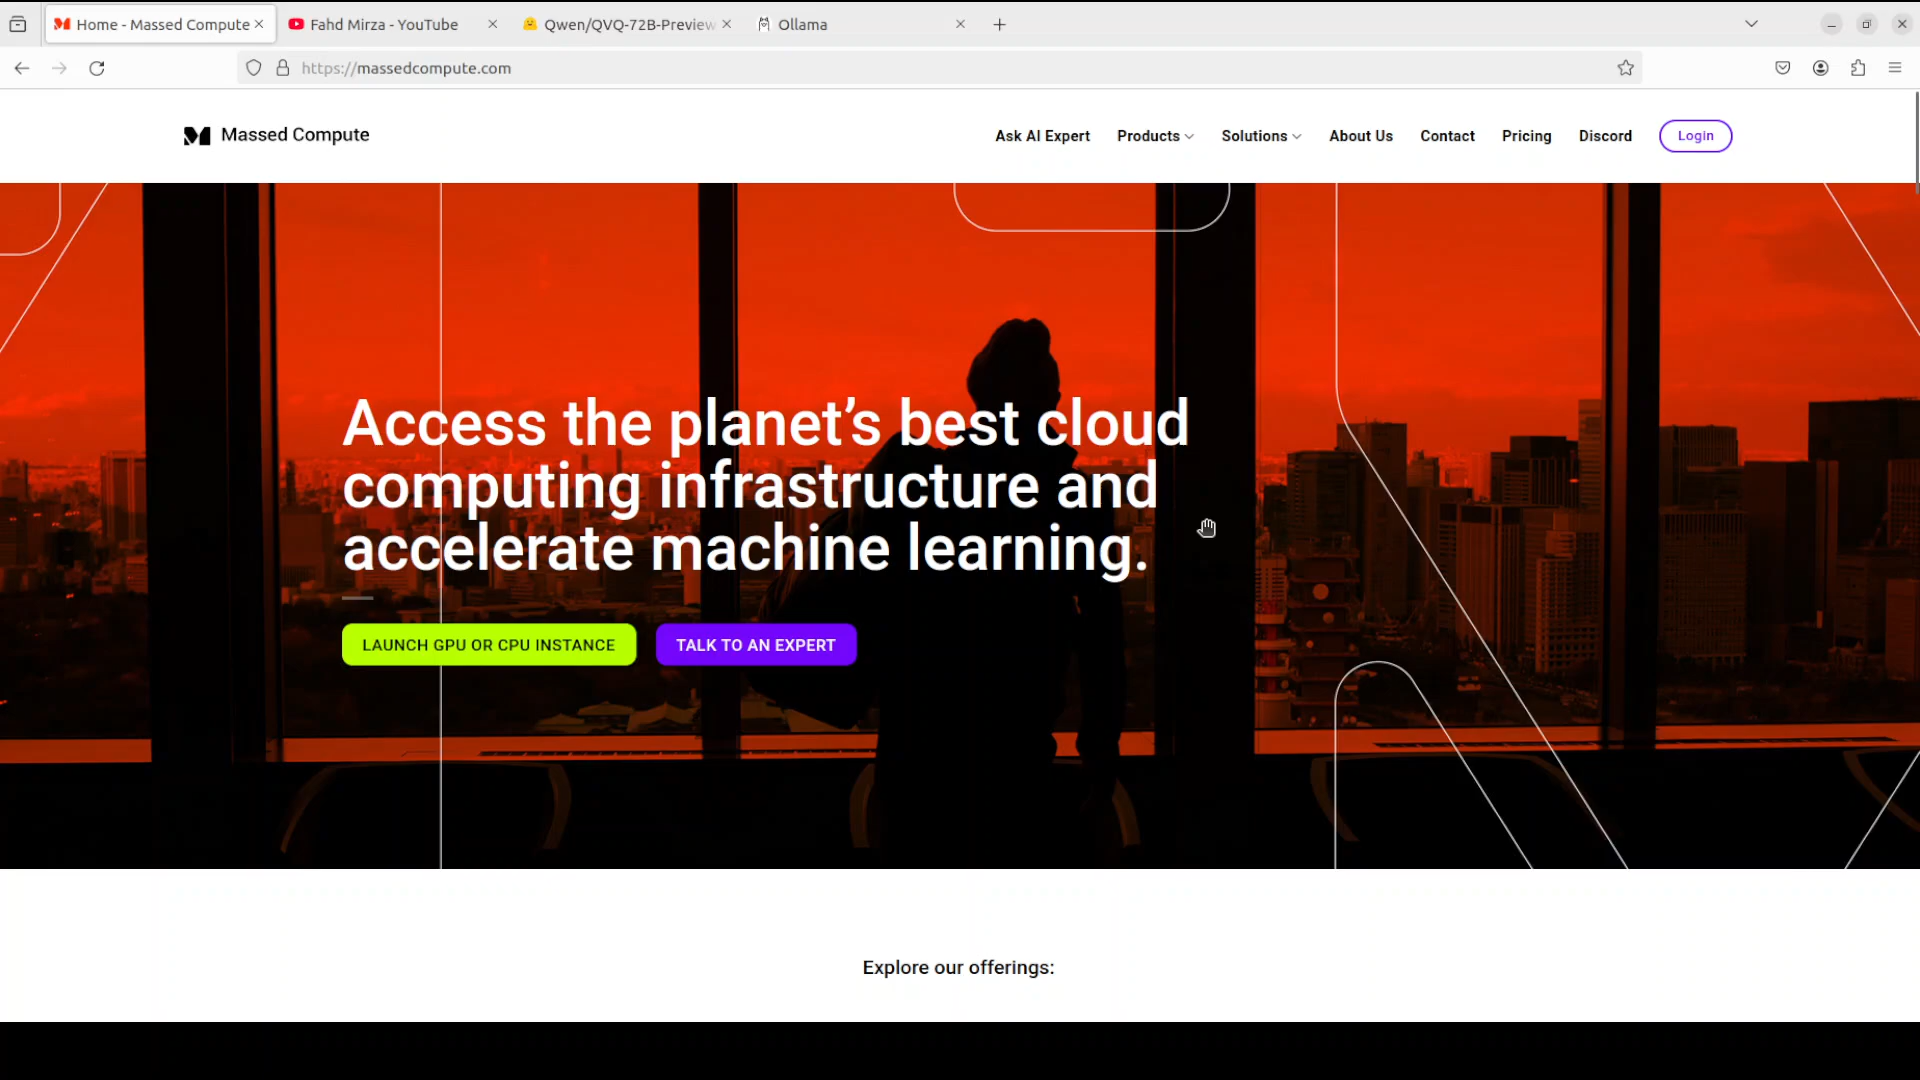 Home - Massed Compute
Fahd Mirza - YouTube
Qwen/QVQ-72B-Preview
Ollama
https://massedcompute.com
Massed Compute
Ask AI Expert
Products
Solutions
About Us
Contact
Pricing
Discord
Login
Access the planet’s best cloud
computing infrastructure and
accelerate machine learning.
LAUNCH GPU OR CPU INSTANCE
TALK TO AN EXPERT
Explore our offerings: